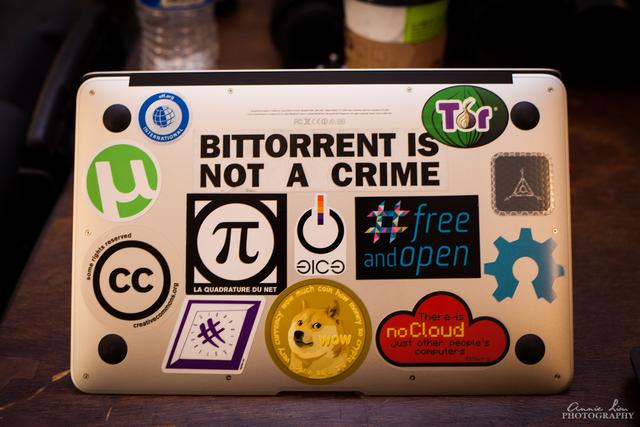 eff.org
INTERNATIONAL
Tor
BITTORRENT IS
NOT A CRIME
µ
some rights reserved
cc
creativecommons.org
π
LA QUADRATURE DU NET
#free
andopen
#
wow
There is
noCloud
just other people's
computers
Annie Lin
PHOTOGRAPHY